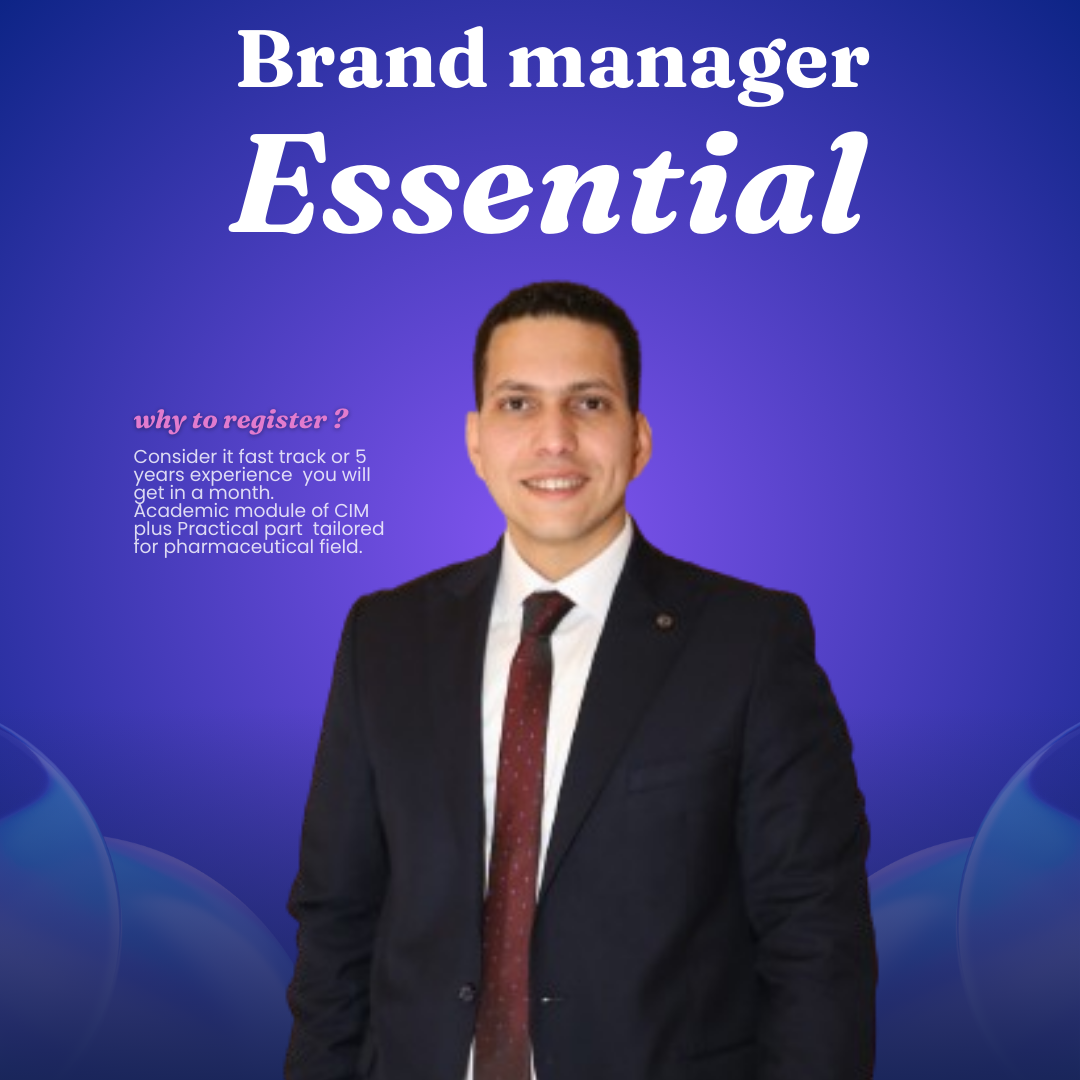 Brand manager
Essential
why to register ?
Consider it fast track or 5
years experience  you will
get in a month.
Academic module of CIM
plus Practical part  tailored
for pharmaceutical field.